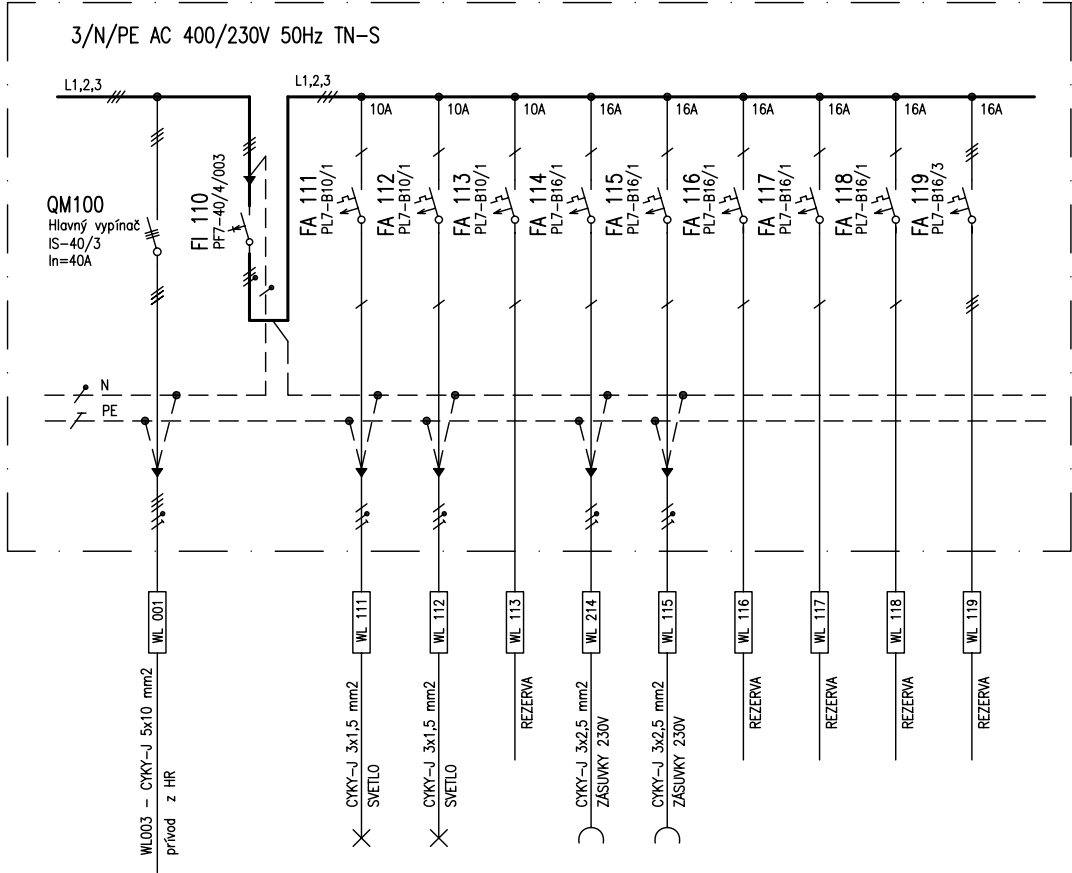 3/N/PE AC 400/230V 50Hz TN-S
L1,2,3
L1,2,3
10A
10A
10A
16A
16A
16A
16A
16A
16A
QM100
Hlavný vypínač
IS-40/3
In=40A
FI 110
PF7-40/4/003
FA 111
PL7-B10/1
FA 112
PL7-B10/1
FA 113
PL7-B10/1
FA 114
PL7-B16/1
FA 115
PL7-B16/1
FA 116
PL7-B16/1
FA 117
PL7-B16/1
FA 118
PL7-B16/1
FA 119
PL7-B16/3
N
PE
WL 001
WL 111
WL 112
WL 113
WL 214
WL 115
WL 116
WL 117
WL 118
WL 119
WL003 - CYKY-J 5x10 mm2
prívod z HR
CYKY-J 3x1,5 mm2
SVETLO
CYKY-J 3x1,5 mm2
SVETLO
REZERVA
CYKY-J 3x2,5 mm2
ZÁSUVKY 230V
CYKY-J 3x2,5 mm2
ZÁSUVKY 230V
REZERVA
REZERVA
REZERVA
REZERVA